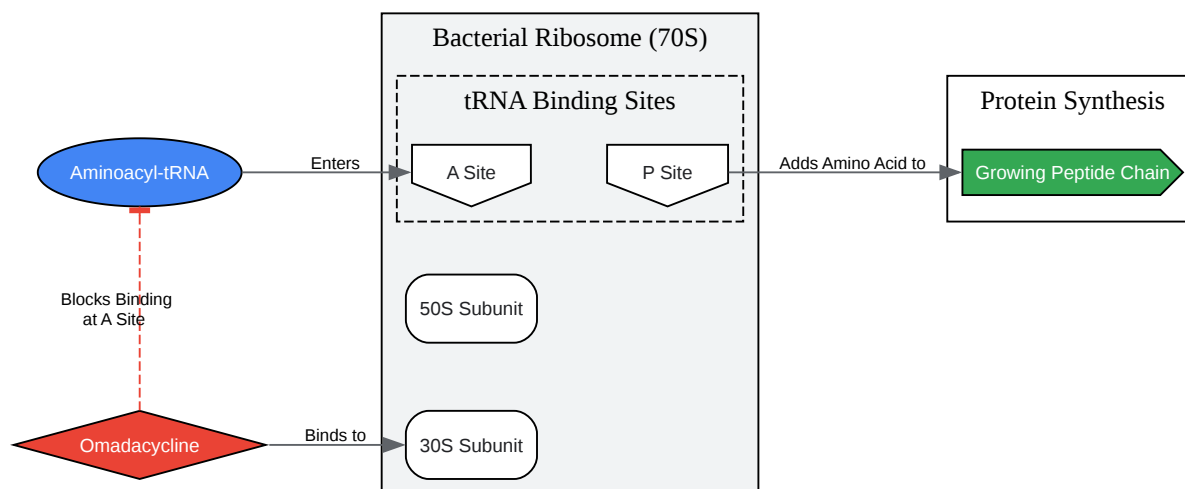 Bacterial Ribosome (70S)
tRNA Binding Sites
Protein Synthesis
Aminoacyl-tRNA
Enters
A Site
P Site
Adds Amino Acid to
Growing Peptide Chain
Blocks Binding
at A Site
50S Subunit
Omadacycline
Binds to
30S Subunit